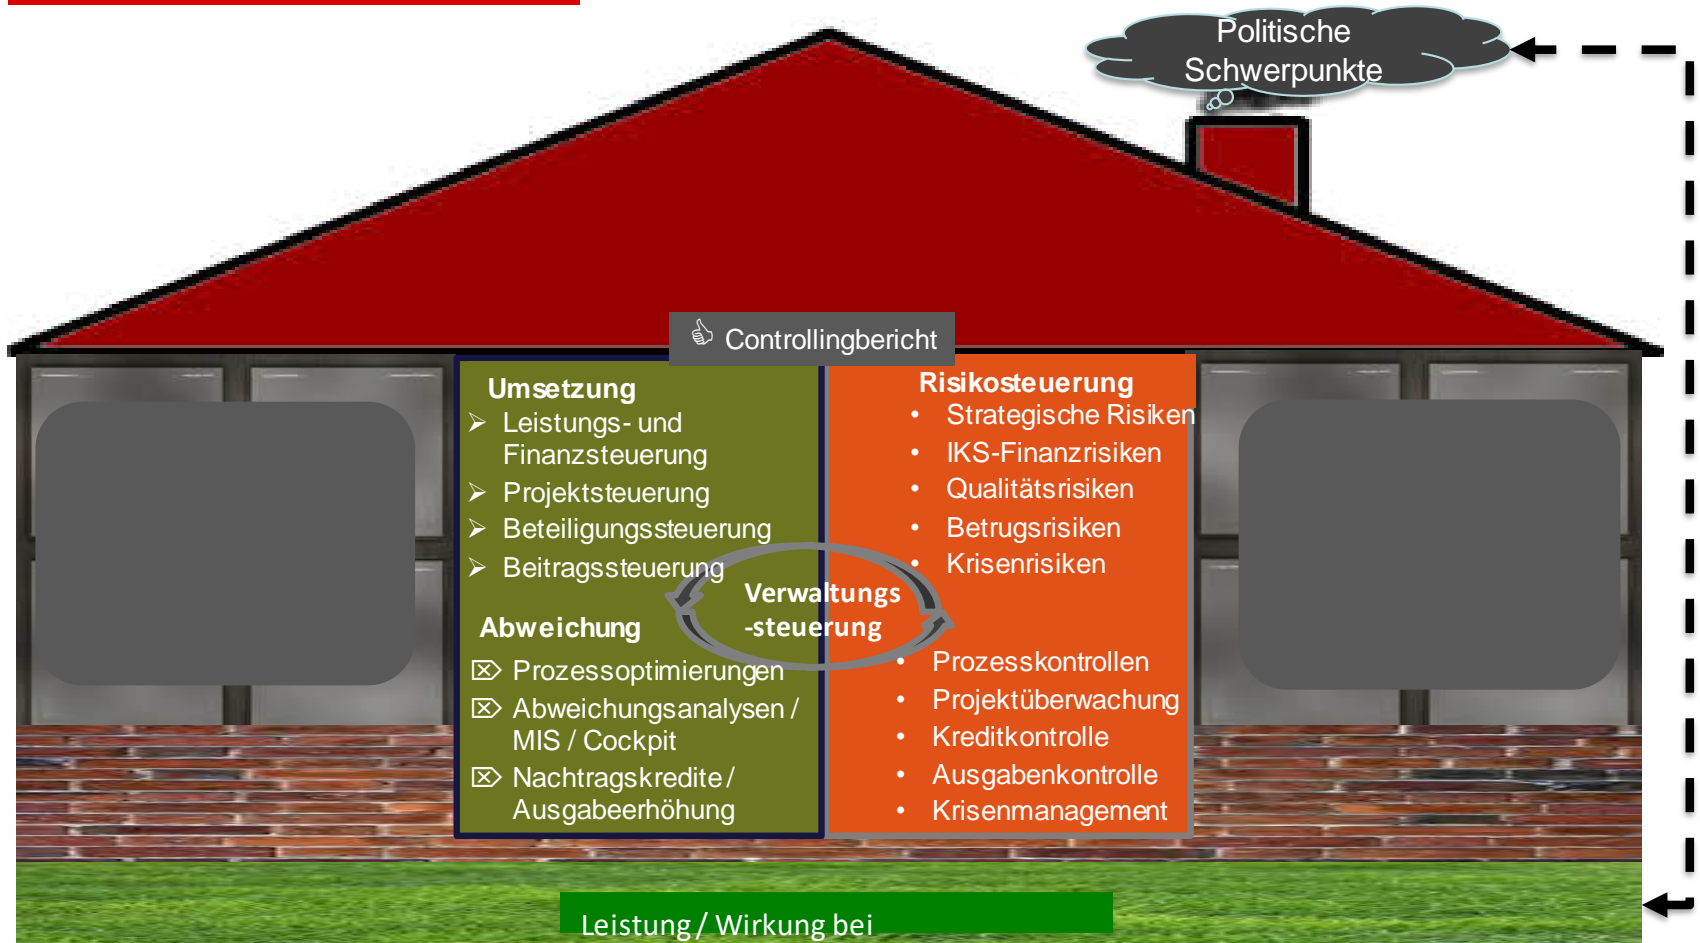 Politische
Schwerpunkte
👍 Controllingbericht
Umsetzung
➢ Leistungs- und
Finanzsteuerung
➢ Projektsteuerung
➢ Beteiligungssteuerung
➢ Beitragssteuerung
Abweichung
⌦ Prozessoptimierungen
⌦ Abweichungsanalysen /
MIS / Cockpit
⌦ Nachtragskredite /
Ausgabeerhöhung
Verwaltungs
-steuerung
Risikosteuerung
• Strategische Risiken
• IKS-Finanzrisiken
• Qualitätsrisiken
• Betrugsrisiken
• Krisenrisiken
• Prozesskontrollen
• Projektüberwachung
• Kreditkontrolle
• Ausgabenkontrolle
• Krisenmanagement
Leistung / Wirkung bei